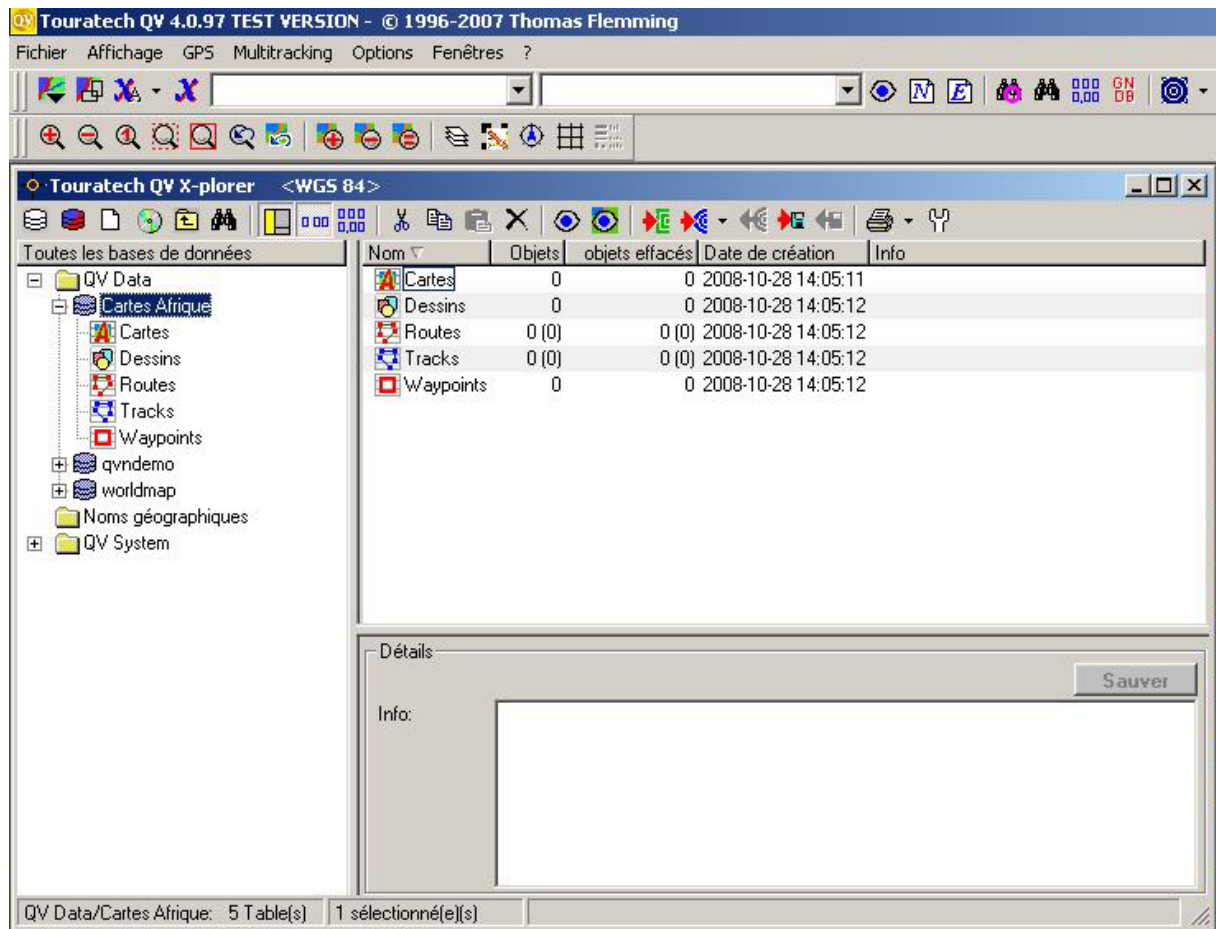 Touratech QV 4.0.97 TEST VERSION - © 1996-2007 Thomas Flemming
Fichier Affichage GPS Multitracking Options Fenêtres ?
N E GN DB
Touratech QV X-plorer <WGS 84>
Toutes les bases de données
Nom Objets objets effacés Date de création Info
QV Data
Cartes Afrique
Cartes
Dessins
Routes
Tracks
Waypoints
qvndemo
worldmap
Noms géographiques
QV System
Cartes 0 0 2008-10-28 14:05:11
Dessins 0 0 2008-10-28 14:05:12
Routes 0 (0) 0 (0) 2008-10-28 14:05:12
Tracks 0 (0) 0 (0) 2008-10-28 14:05:12
Waypoints 0 0 2008-10-28 14:05:12
Détails
Sauver
Info:
QV Data/Cartes Afrique: 5 Table(s) 1 sélectionné(e)(s)